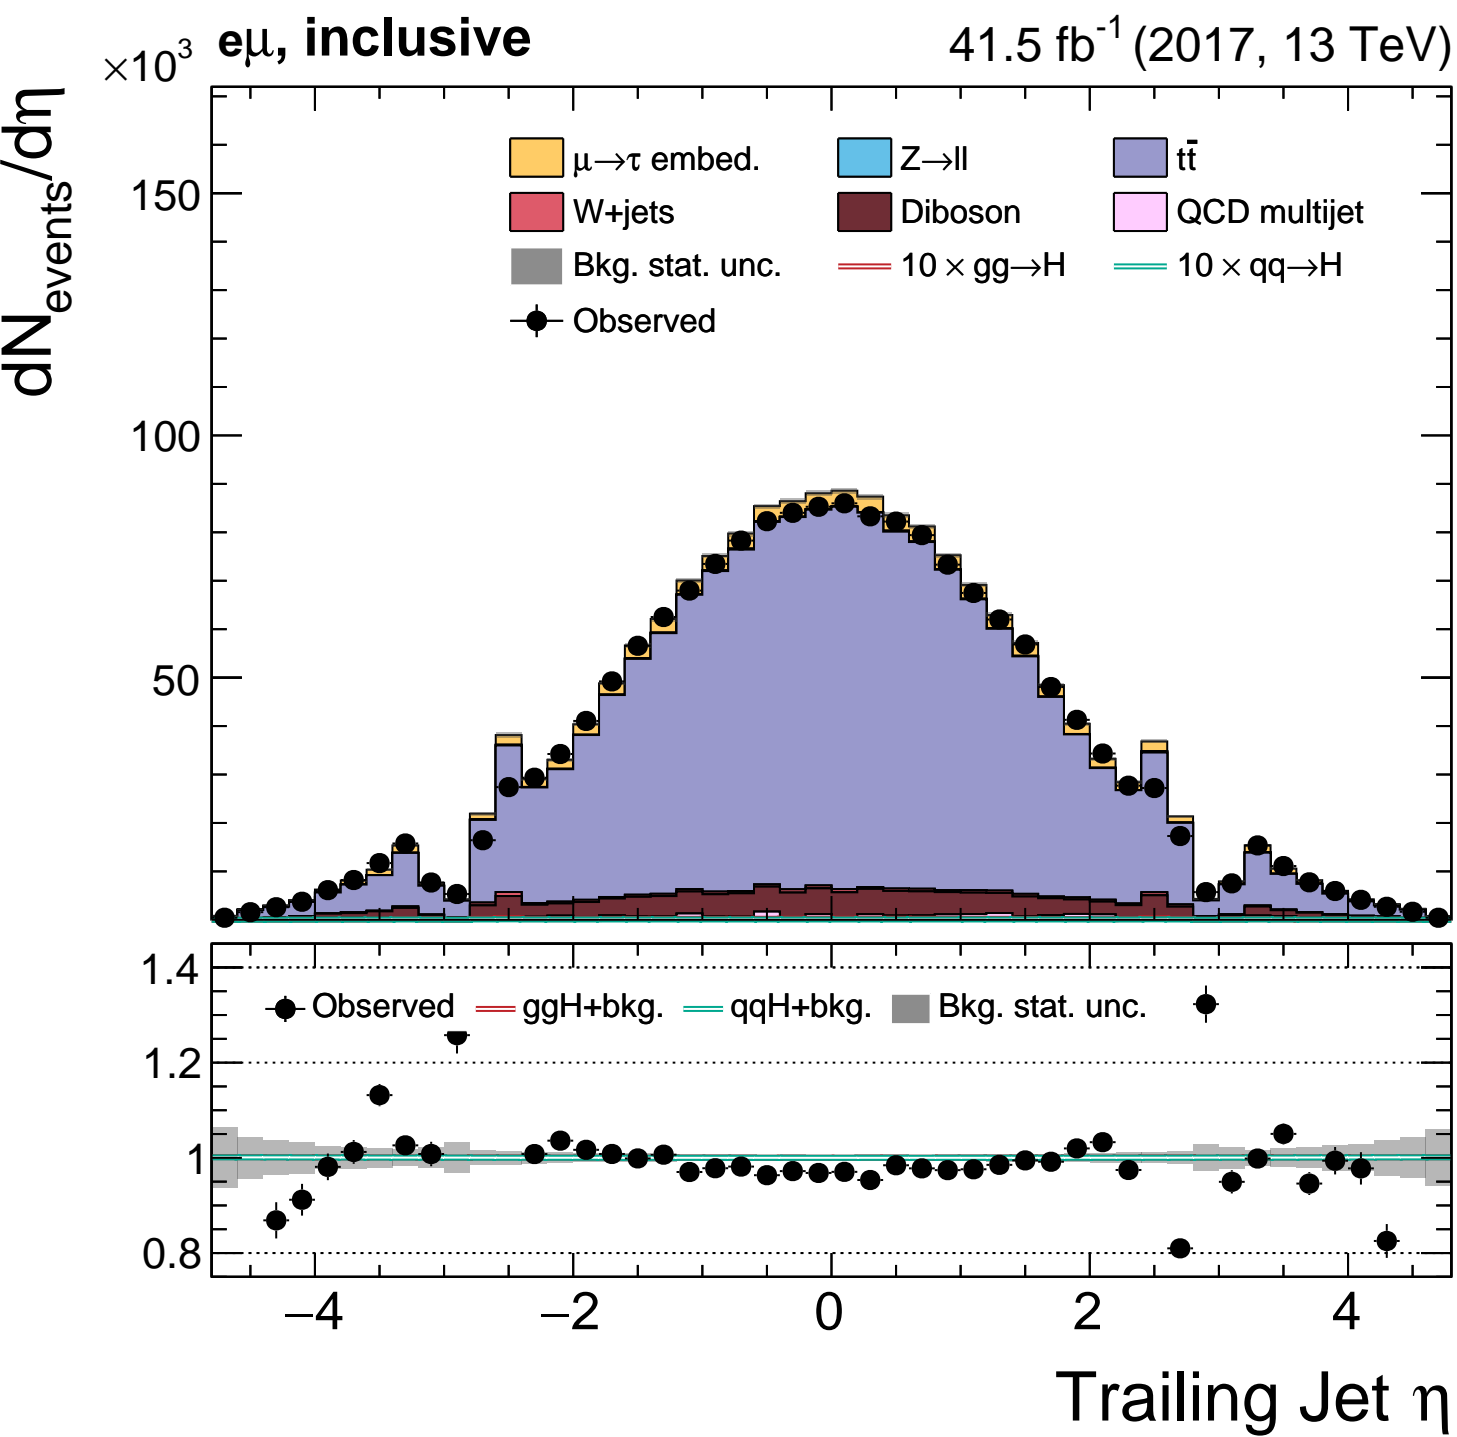 ×10³ eμ, inclusive 41.5 fb⁻¹ (2017, 13 TeV)
dN_events/dη
μ→τ embed. Z→ll tt̄
W+jets Diboson QCD multijet
Bkg. stat. unc. 10 × gg→H 10 × qq→H
Observed
150
100
50
1.4
Observed ggH+bkg. qqH+bkg. Bkg. stat. unc.
1.2
1
0.8
−4 −2 0 2 4
Trailing Jet η